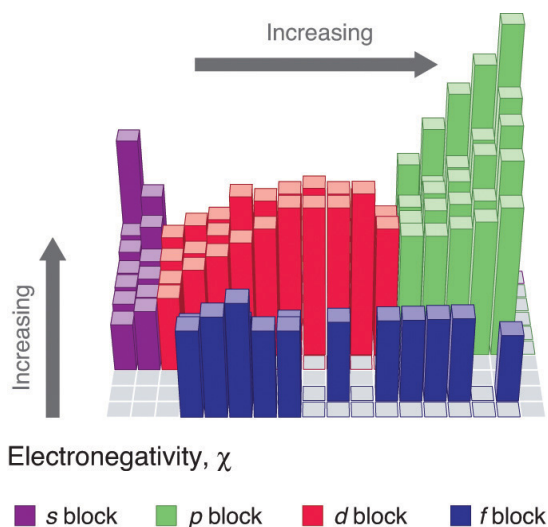 Increasing
Increasing
Electronegativity, χ
s block
p block
d block
f block